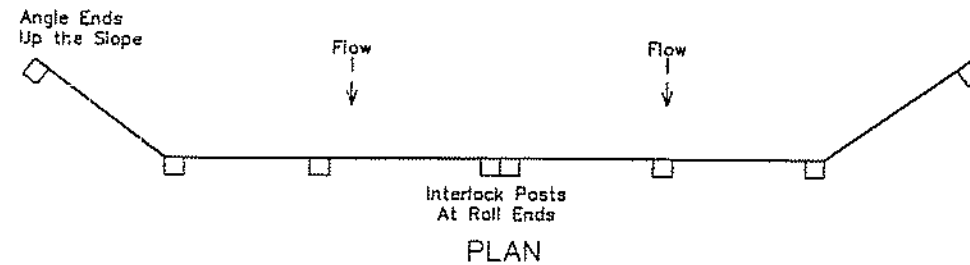 Angle Ends
Up the Slope
Flow
Flow
Interlock Posts
At Roll Ends
PLAN